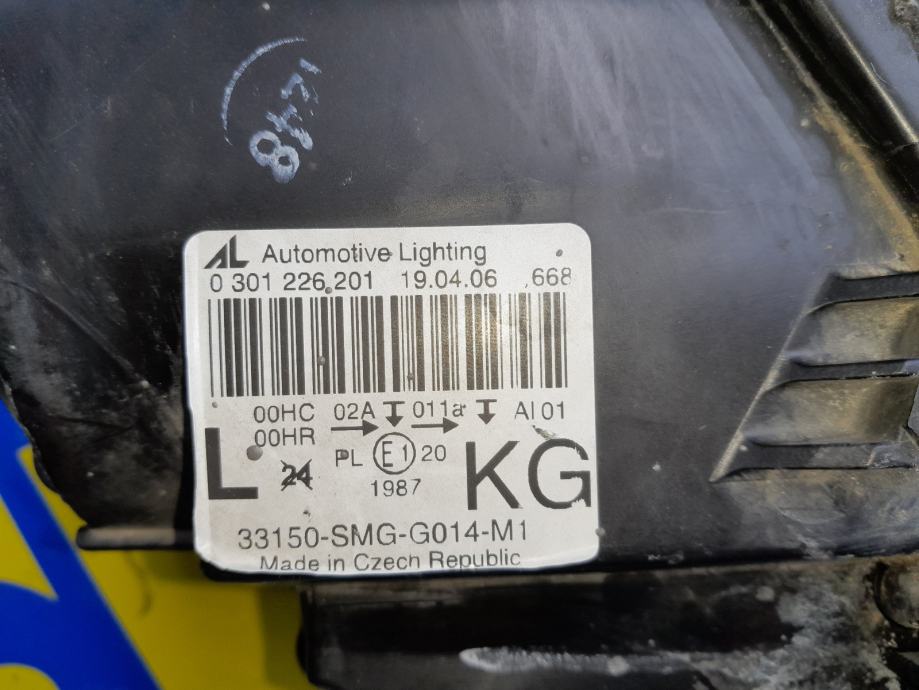 AL Automotive Lighting
0 301 226 201 19.04.06 668
00HC 02A 011a AI 01
00HR
L 24 PL E1 20 KG
1987
33150-SMG-G014-M1
Made in Czech Republic